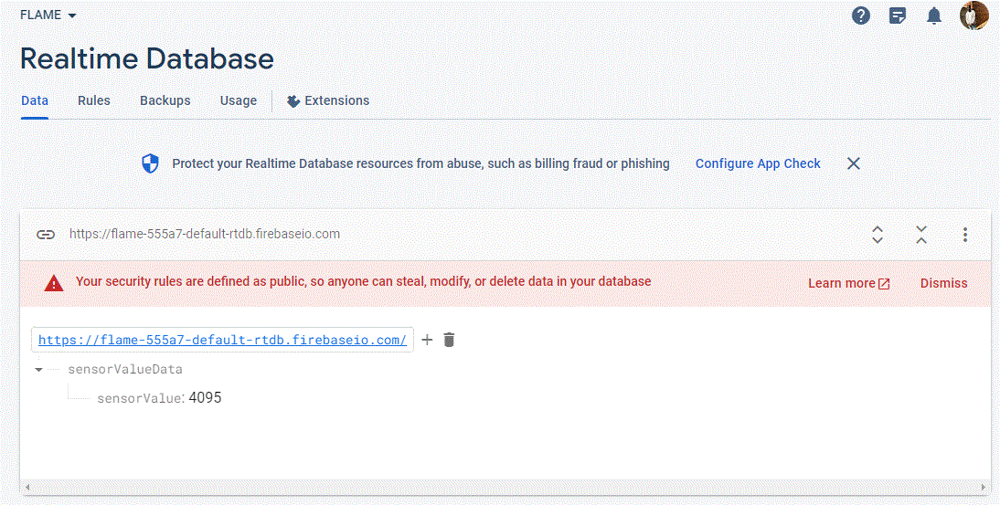 FLAME
Realtime Database
Data Rules Backups Usage Extensions
Protect your Realtime Database resources from abuse, such as billing fraud or phishing Configure App Check
https://flame-555a7-default-rtdb.firebaseio.com
Your security rules are defined as public, so anyone can steal, modify, or delete data in your database Learn more Dismiss
https://flame-555a7-default-rtdb.firebaseio.com/
sensorValueData
sensorValue: 4095